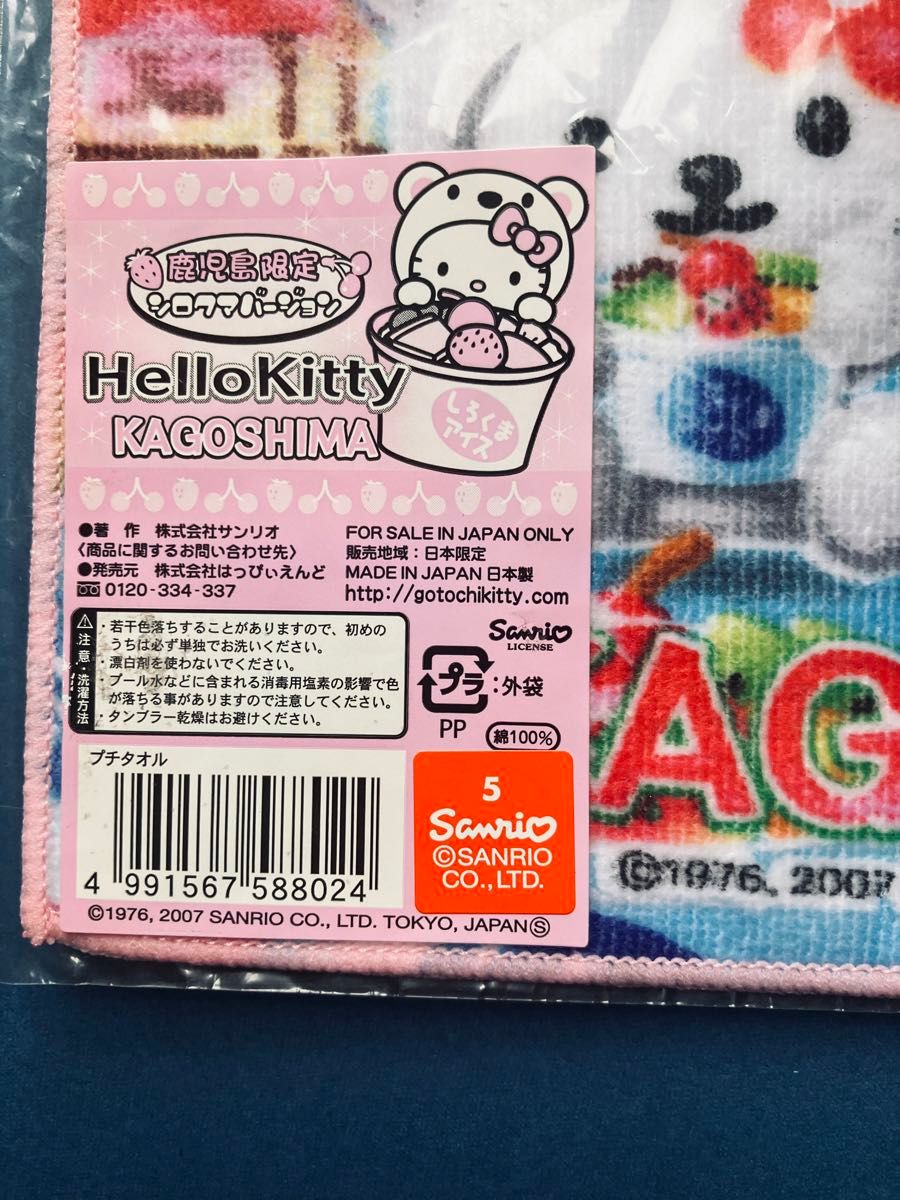 鹿児島限定
シロクマバージョン
HelloKitty
KAGOSHIMA
しろくま
アイス
●著 作 株式会社サンリオ
〈商品に関するお問い合わせ先〉
●発売元 株式会社はっぴぃえんど
0120-334-337
FOR SALE IN JAPAN ONLY
販売地域：日本限定
MADE IN JAPAN 日本製
http://gotochikitty.com
注意・洗濯方法
・若干色落ちすることがありますので、初めの
うちは必ず単独でお洗いください。
・漂白剤を使わないでください。
・プール水などに含まれる消毒用塩素の影響で色
が落ちる事がありますので注意してください。
・タンブラー乾燥はお避けください。
Sanrio
LICENSE
プラ：外袋
PP
綿100%
プチタオル
4 991567 588024
5
Sanrio
©SANRIO
CO., LTD.
©1976, 2007 SANRIO CO., LTD. TOKYO, JAPAN Ⓢ
KAG
©1976, 2007